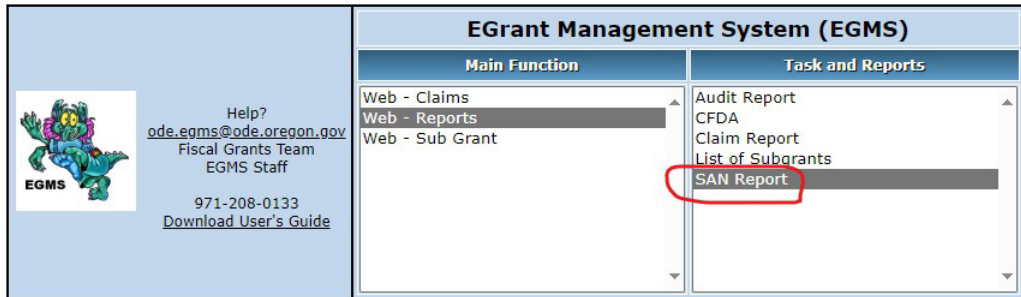 EGMS
Help?
ode.egms@ode.oregon.gov
Fiscal Grants Team
EGMS Staff
971-208-0133
Download User's Guide
EGrant Management System (EGMS)
Main Function
Web - Claims
Web - Reports
Web - Sub Grant
Task and Reports
Audit Report
CFDA
Claim Report
List of Subgrants
SAN Report